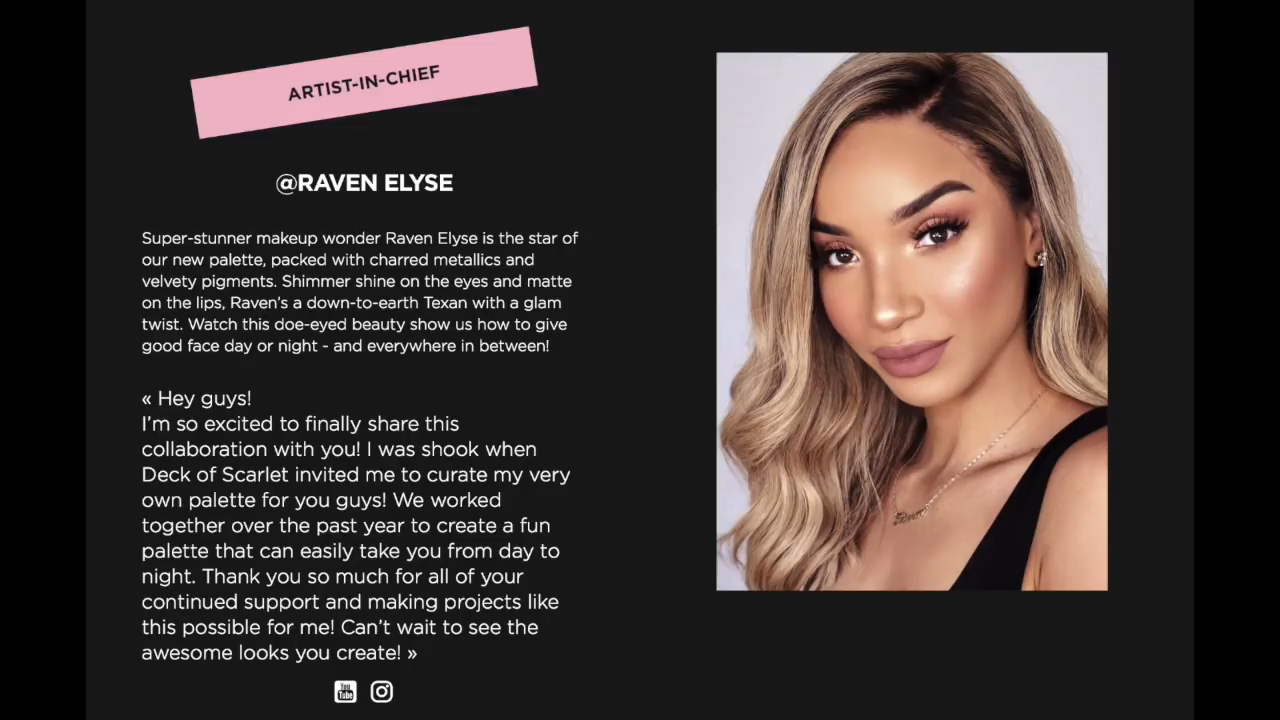 ARTIST-IN-CHIEF
@RAVEN ELYSE
Super-stunner makeup wonder Raven Elyse is the star of
our new palette, packed with charred metallics and
velvety pigments. Shimmer shine on the eyes and matte
on the lips, Raven's a down-to-earth Texan with a glam
twist. Watch this doe-eyed beauty show us how to give
good face day or night - and everywhere in between!
« Hey guys!
I'm so excited to finally share this
collaboration with you! I was shook when
Deck of Scarlet invited me to curate my very
own palette for you guys! We worked
together over the past year to create a fun
palette that can easily take you from day to
night. Thank you so much for all of your
continued support and making projects like
this possible for me! Can't wait to see the
awesome looks you create! »
You
Tube